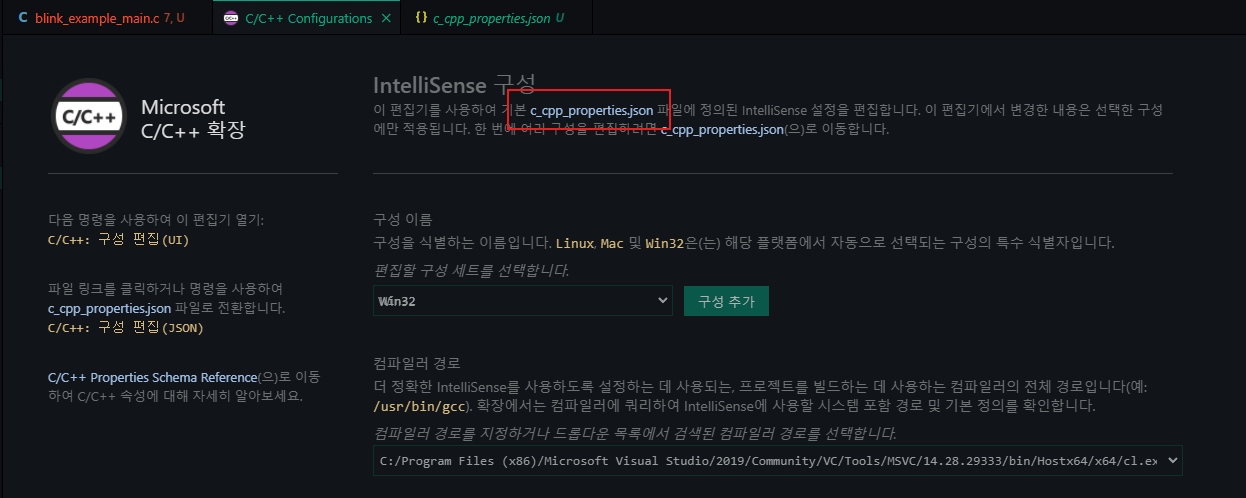 C blink_example_main.c 7, U
C/C++ C/C++ Configurations ×
{} c_cpp_properties.json U
C/C++
Microsoft
C/C++ 확장
다음 명령을 사용하여 이 편집기 열기:
C/C++: 구성 편집(UI)
파일 링크를 클릭하거나 명령을 사용하여
c_cpp_properties.json 파일로 전환합니다.
C/C++: 구성 편집(JSON)
C/C++ Properties Schema Reference(으)로 이동
하여 C/C++ 속성에 대해 자세히 알아보세요.
IntelliSense 구성
이 편집기를 사용하여 기본 c_cpp_properties.json 파일에 정의된 IntelliSense 설정을 편집합니다. 이 편집기에서 변경한 내용은 선택한 구성
에만 적용됩니다. 한 번에 여러 구성을 편집하려면 c_cpp_properties.json(으)로 이동합니다.
구성 이름
구성을 식별하는 이름입니다. Linux, Mac 및 Win32은(는) 해당 플랫폼에서 자동으로 선택되는 구성의 특수 식별자입니다.
편집할 구성 세트를 선택합니다.
Win32
구성 추가
컴파일러 경로
더 정확한 IntelliSense를 사용하도록 설정하는 데 사용되는, 프로젝트를 빌드하는 데 사용하는 컴파일러의 전체 경로입니다(예:
/usr/bin/gcc). 확장에서는 컴파일러에 쿼리하여 IntelliSense에 사용할 시스템 포함 경로 및 기본 정의를 확인합니다.
컴파일러 경로를 지정하거나 드롭다운 목록에서 검색된 컴파일러 경로를 선택합니다.
C:/Program Files (x86)/Microsoft Visual Studio/2019/Community/VC/Tools/MSVC/14.28.29333/bin/Hostx64/x64/cl.ex